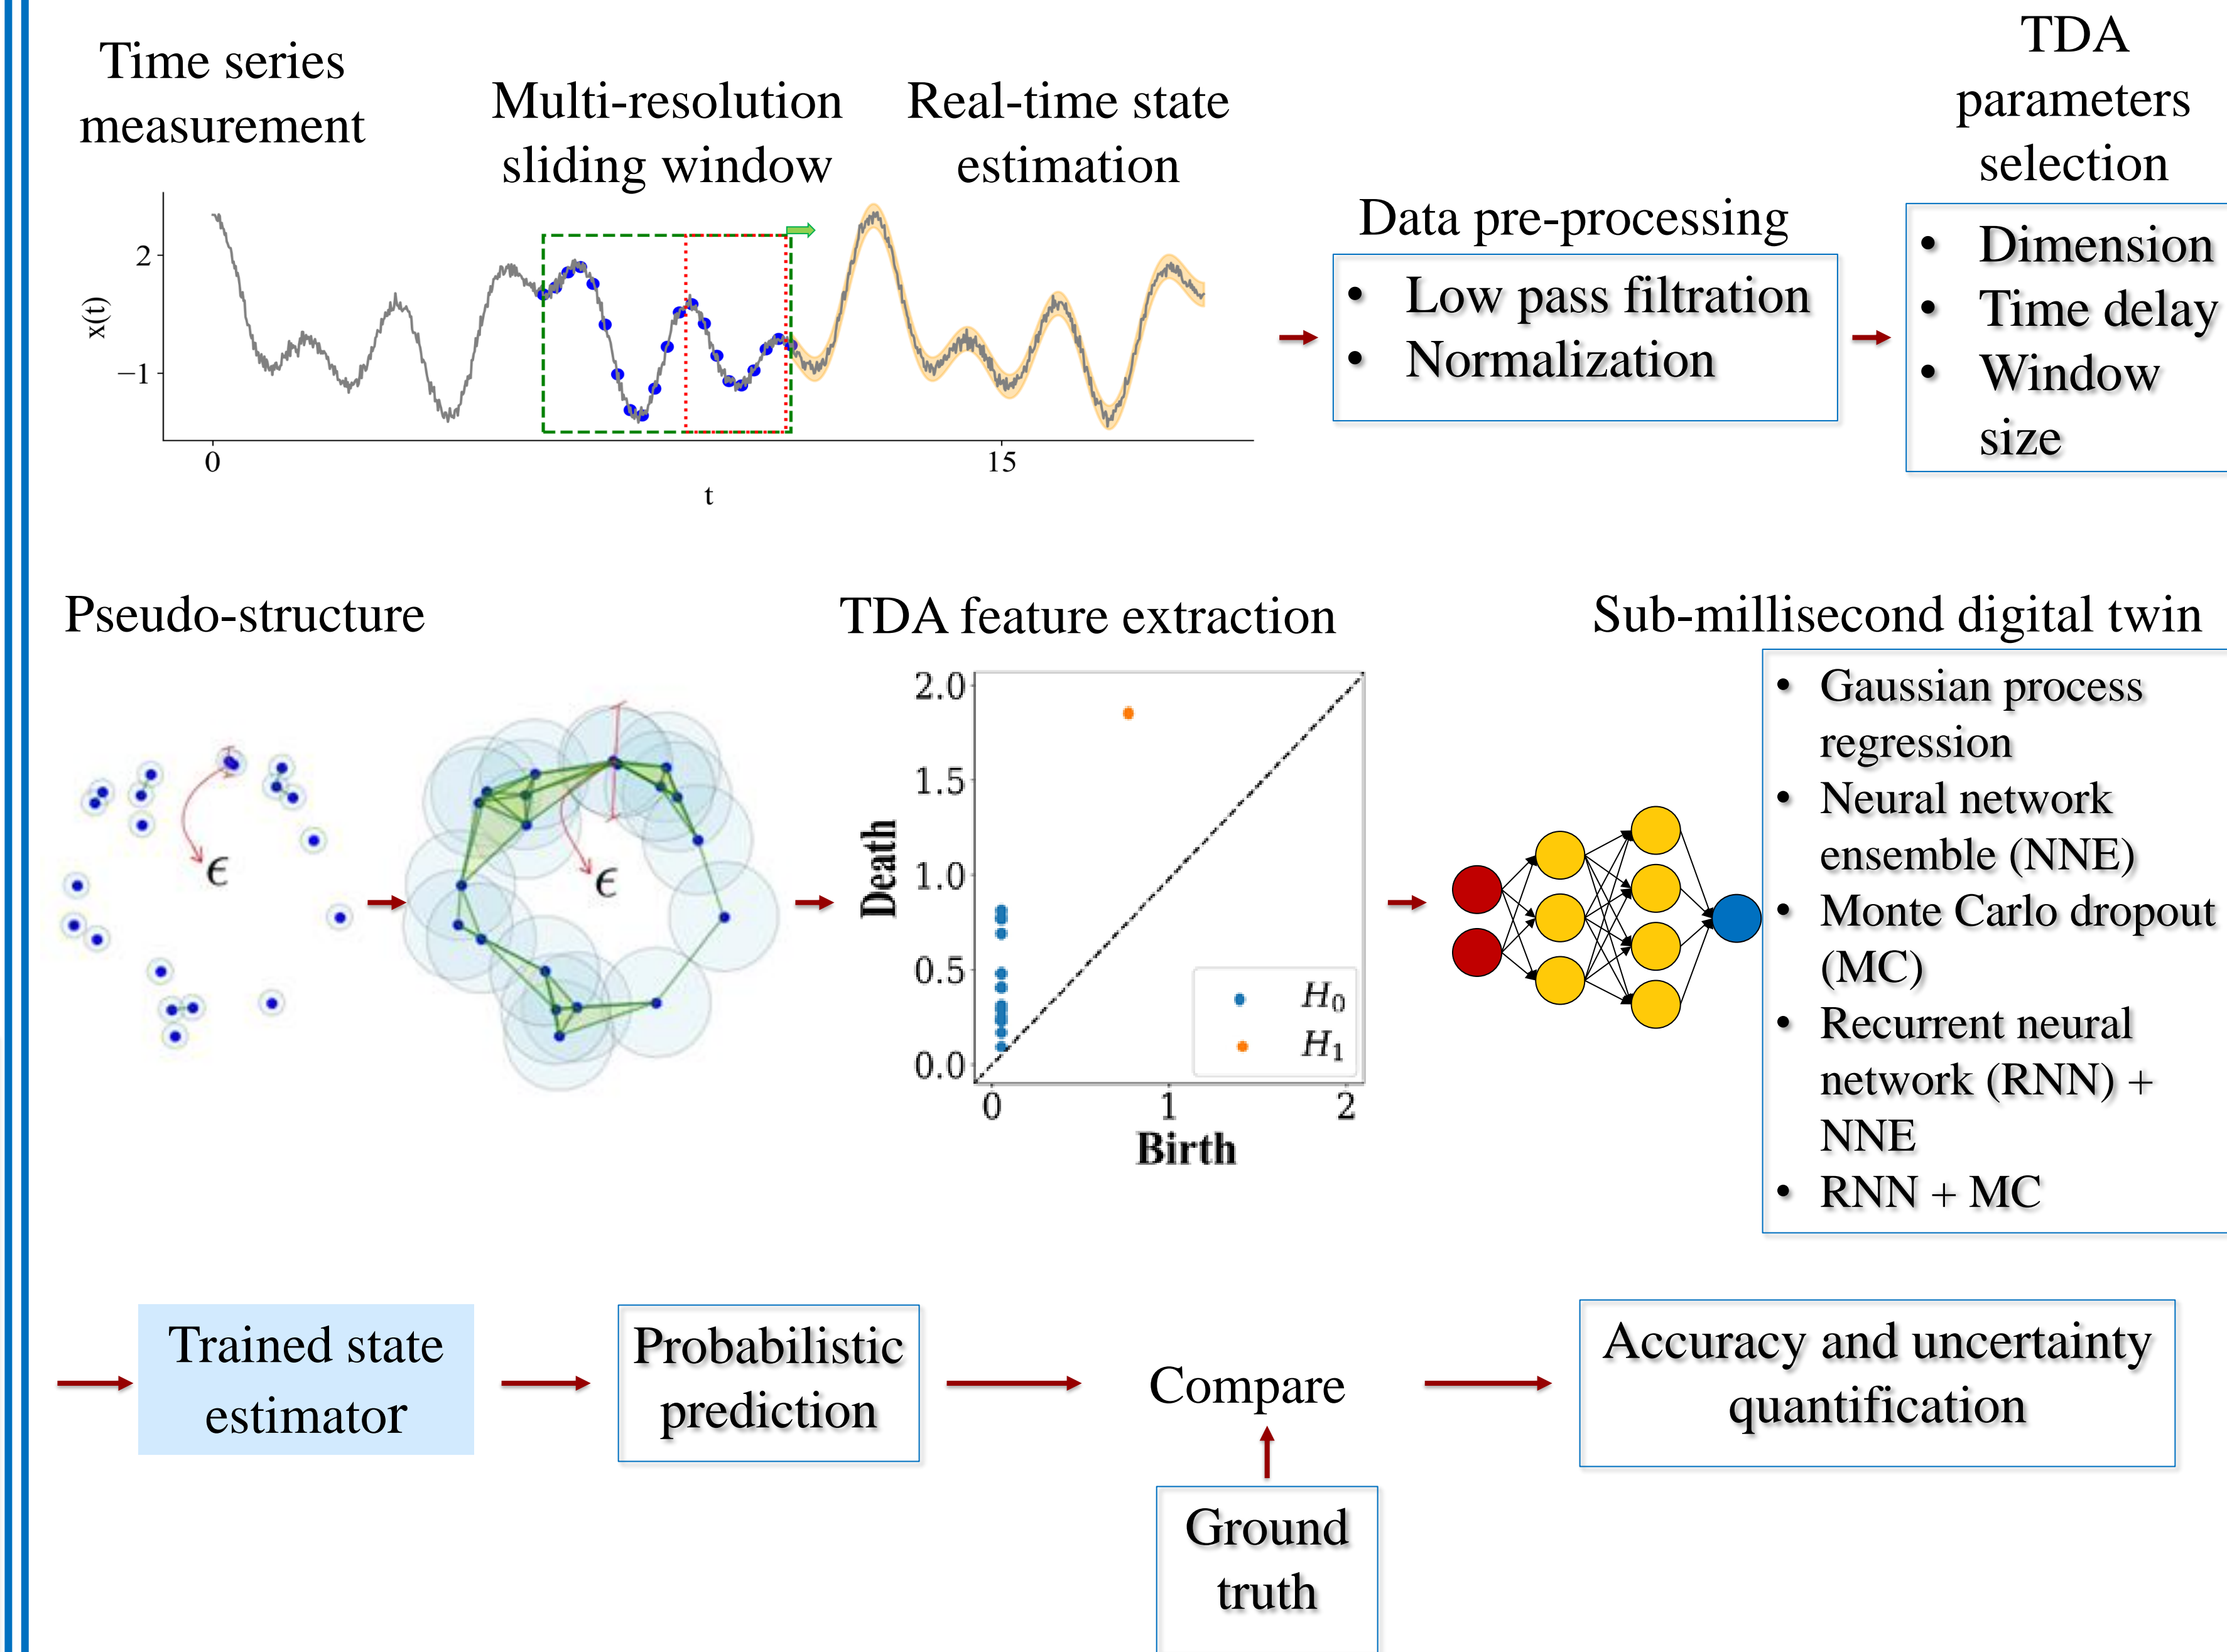 Time series
measurement
Multi-resolution
sliding window
Real-time state
estimation
2
−1
x(t)
0
15
t
Data pre-processing
• Low pass filtration
• Normalization
TDA
parameters
selection
• Dimension
• Time delay
• Window
size
Pseudo-structure
ϵ
ϵ
TDA feature extraction
2.0
1.5
1.0
0.5
0.0
Death
0
1
2
Birth
H₀
H₁
Sub-millisecond digital twin
• Gaussian process
regression
• Neural network
ensemble (NNE)
• Monte Carlo dropout
(MC)
• Recurrent neural
network (RNN) +
NNE
• RNN + MC
Trained state
estimator
Probabilistic
prediction
Compare
Ground
truth
Accuracy and uncertainty
quantification